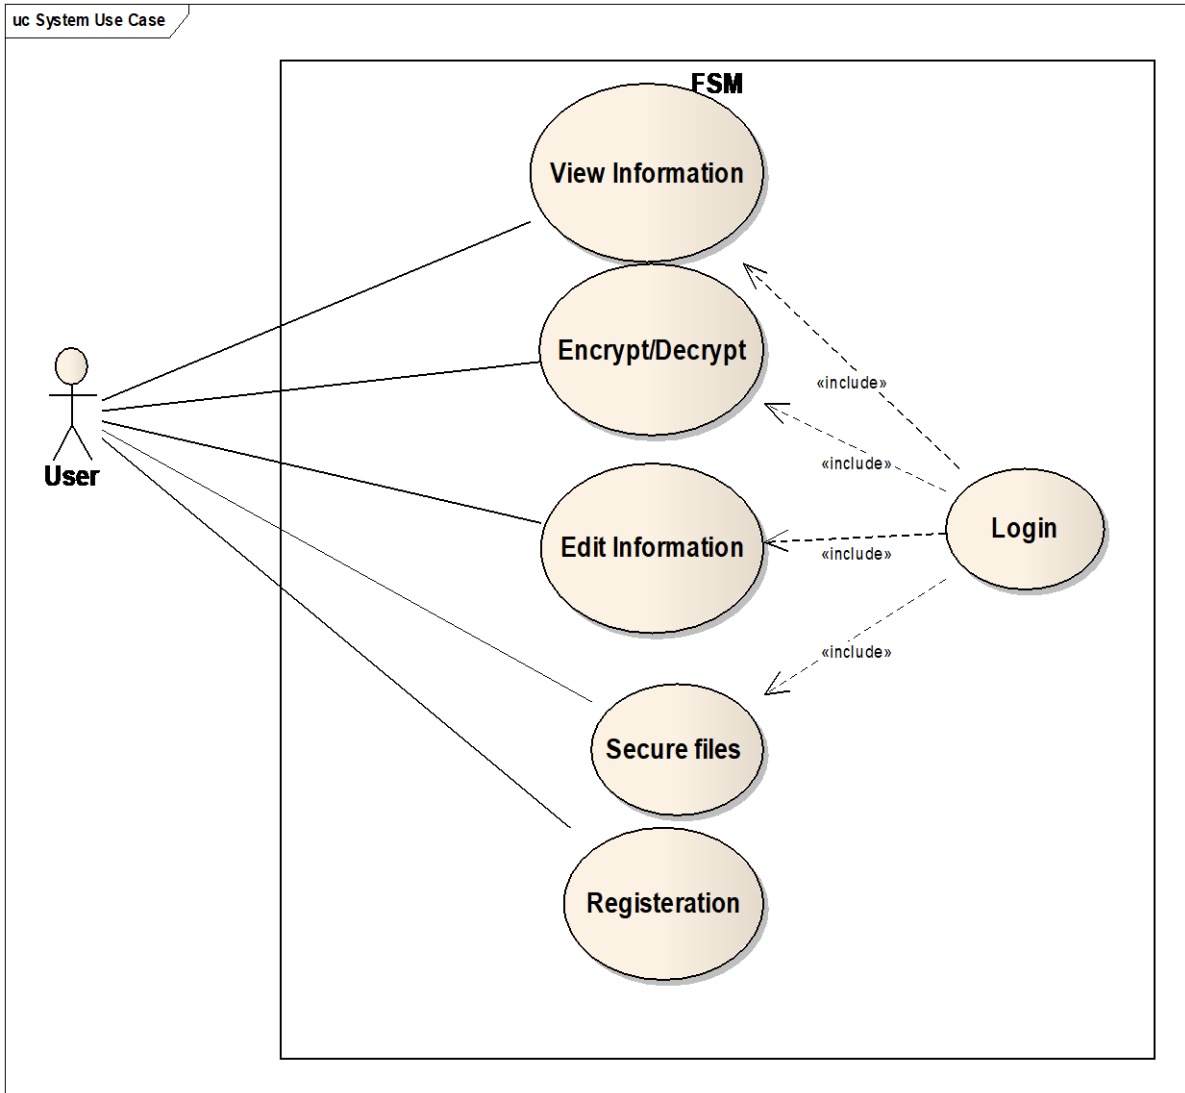 uc System Use Case
FSM
View Information
Encrypt/Decrypt
«include»
«include»
User
Login
Edit Information
«include»
«include»
Secure files
Registeration